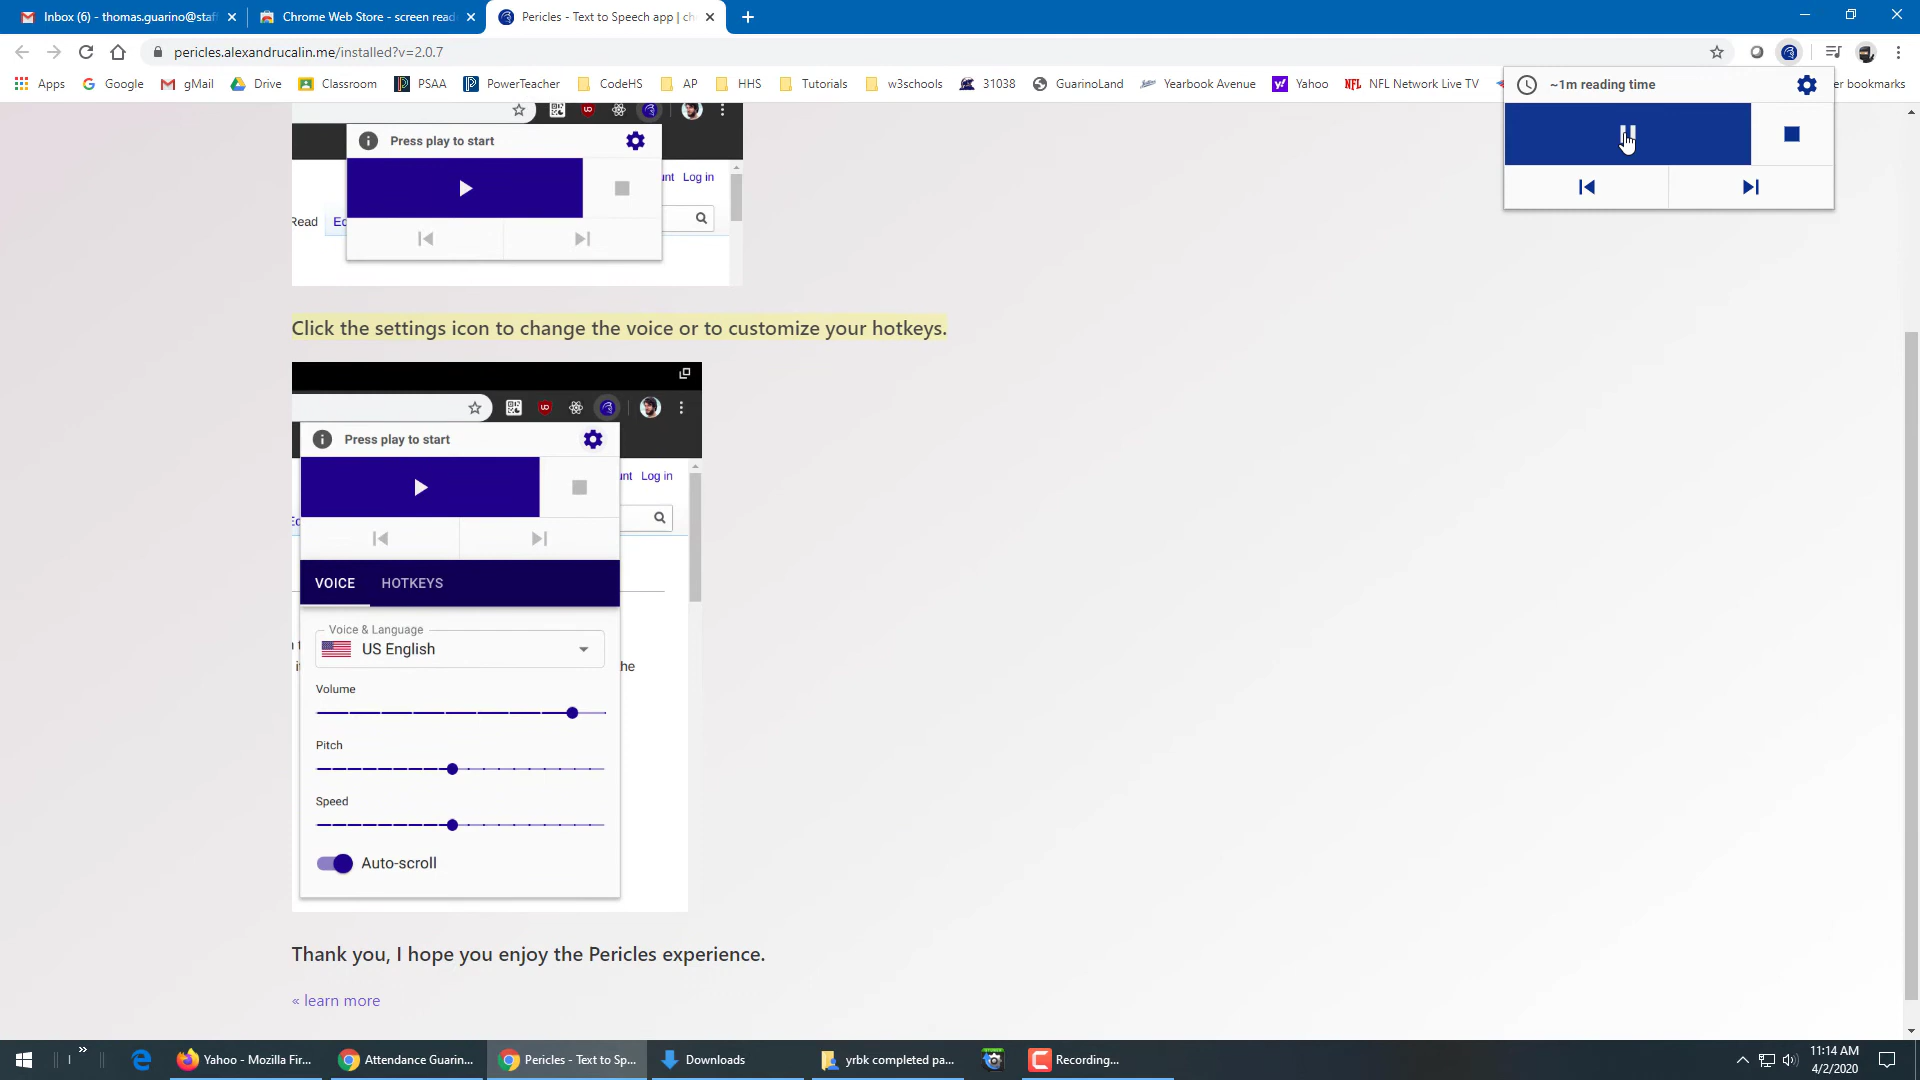 Inbox (6) - thomas.guarino@staf
Chrome Web Store - screen read
Pericles - Text to Speech app | ch
pericles.alexandrucalin.me/installed?v=2.0.7
Apps
Google
gMail
Drive
Classroom
PSAA
PowerTeacher
CodeHS
AP
HHS
Tutorials
w3schools
31038
GuarinoLand
Yearbook Avenue
Yahoo
NFL Network Live TV
er bookmarks
~1m reading time
Press play to start
unt Log in
Read
Click the settings icon to change the voice or to customize your hotkeys.
Press play to start
unt Log in
VOICE HOTKEYS
Voice & Language
US English
he
Volume
Pitch
Speed
Auto-scroll
Thank you, I hope you enjoy the Pericles experience.
« learn more
Yahoo - Mozilla Fir...
Attendance Guarin...
Pericles - Text to Sp...
Downloads
yrbk completed pa...
Recording...
11:14 AM
4/2/2020